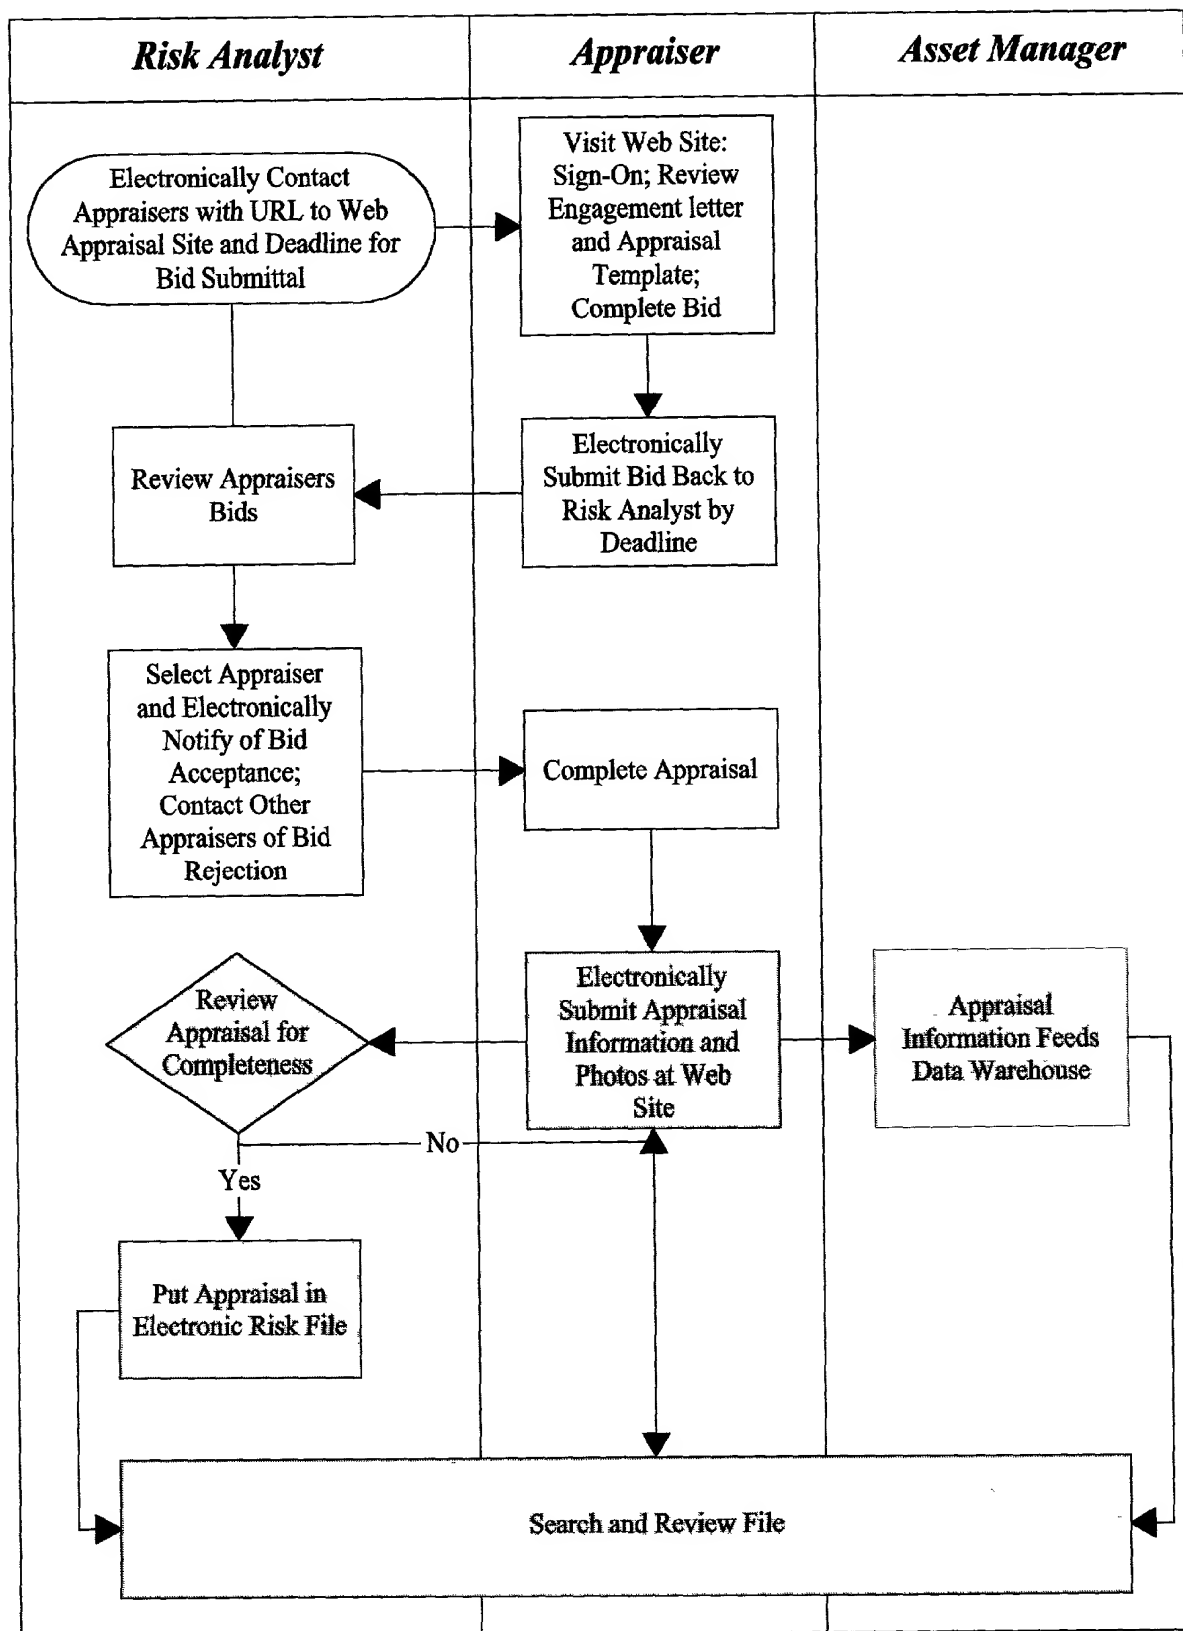 Risk Analyst
Appraiser
Asset Manager
Electronically Contact
Appraisers with URL to Web
Appraisal Site and Deadline for
Bid Submittal
Visit Web Site:
Sign-On; Review
Engagement letter
and Appraisal
Template;
Complete Bid
Review Appraisers
Bids
Electronically
Submit Bid Back to
Risk Analyst by
Deadline
Select Appraiser
and Electronically
Notify of Bid
Acceptance;
Contact Other
Appraisers of Bid
Rejection
Complete Appraisal
Review
Appraisal for
Completeness
Electronically
Submit Appraisal
Information and
Photos at Web
Site
Appraisal
Information Feeds
Data Warehouse
No
Yes
Put Appraisal in
Electronic Risk File
Search and Review File